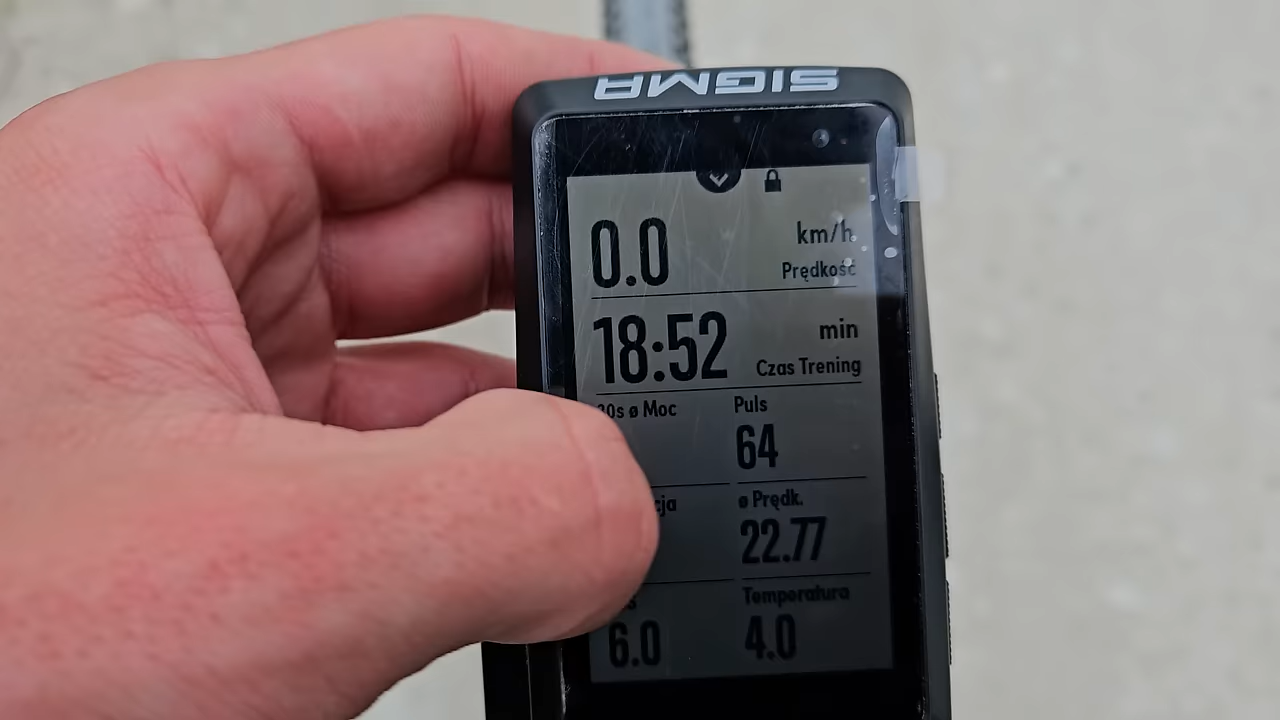 SIGMA
0.0 km/h
Prędkość
18:52 min
Czas Trening
ø Moc Puls
64
ø Prędk.
22.77
Temperatura
6.0 4.0